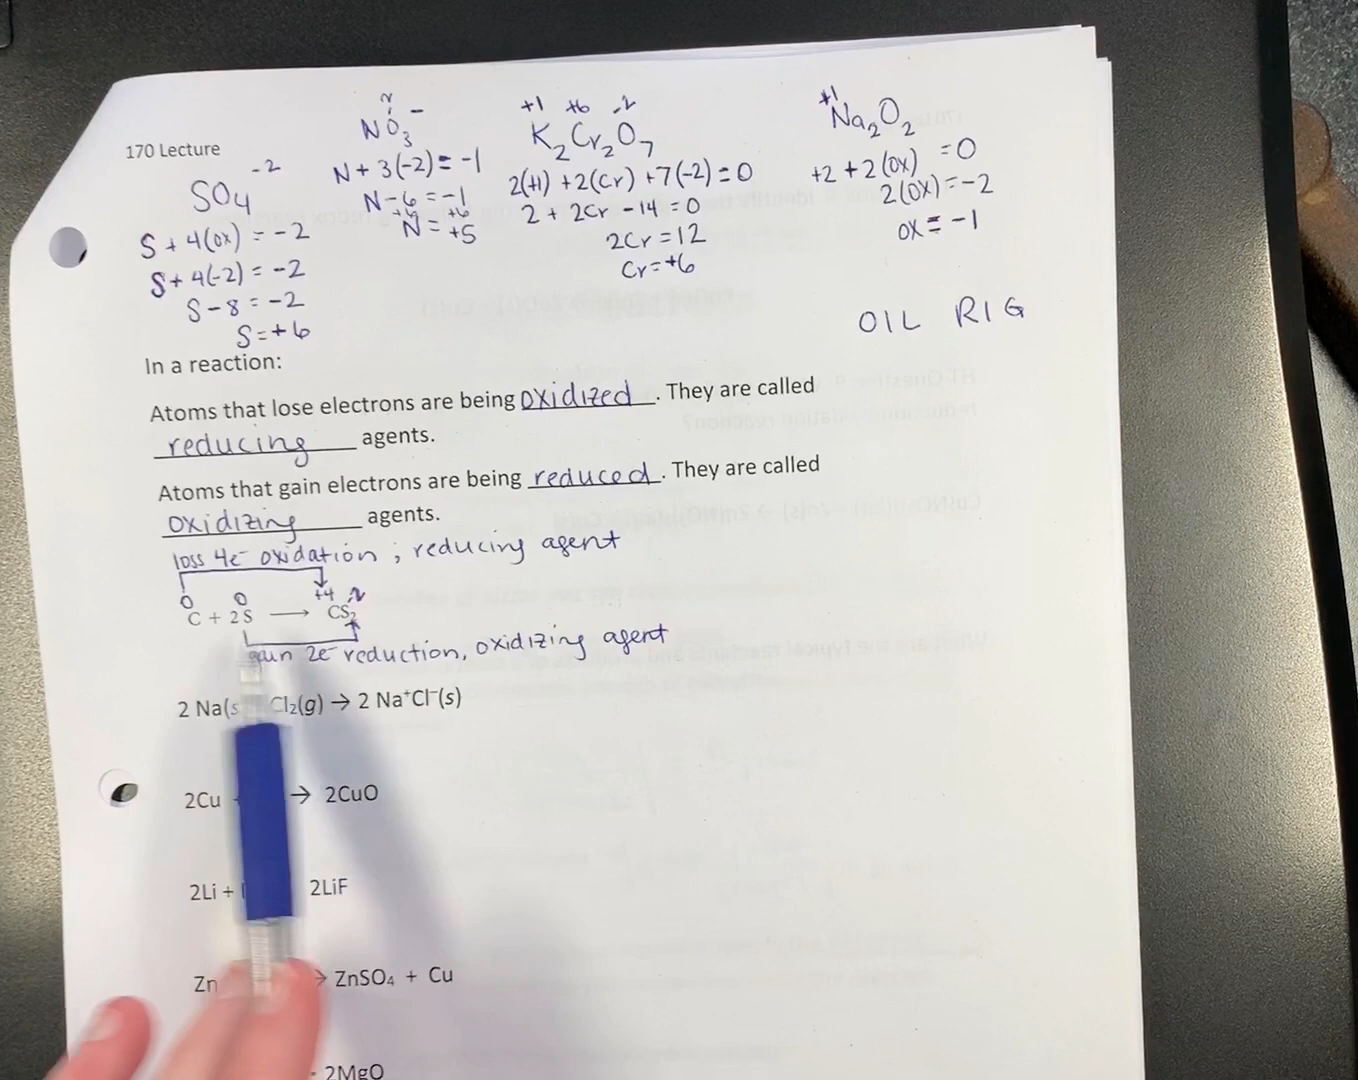 170 Lecture
SO4 -2
S + 4(ox) = -2
S + 4(-2) = -2
S - 8 = -2
S = +6
-2
NO3 -
N + 3(-2) = -1
N - 6 = -1
+6 +6
N = +5
+1 +6 -2
K2Cr2O7
2(+1) + 2(Cr) + 7(-2) = 0
2 + 2Cr - 14 = 0
2Cr = 12
Cr = +6
+1
Na2O2
+2 + 2(ox) = 0
2(ox) = -2
ox = -1
OIL RIG
In a reaction:
Atoms that lose electrons are being oxidized. They are called
reducing agents.
Atoms that gain electrons are being reduced. They are called
oxidizing agents.
loss 4e- oxidation ; reducing agent
0 0 +4 -2
C + 2S → CS2
gain 2e- reduction, oxidizing agent
2 Na(s Cl2(g) → 2 Na+Cl-(s)
2Cu → 2CuO
2Li + 2LiF
Zn → ZnSO4 + Cu
2MgO